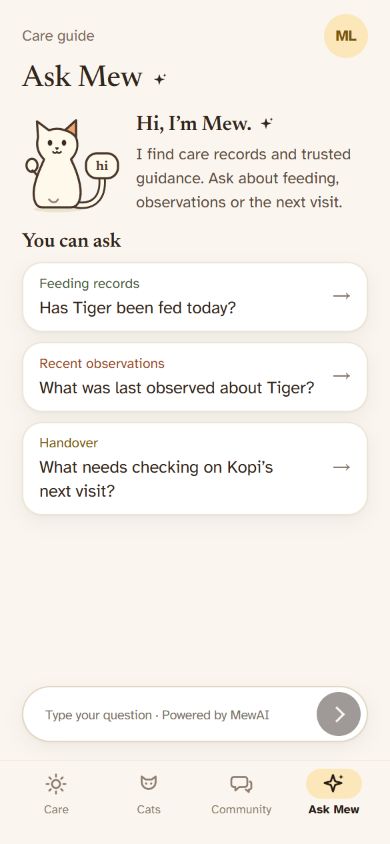 Care guide
ML
Ask Mew
Hi, I’m Mew.
hi
I find care records and trusted
guidance. Ask about feeding,
observations or the next visit.
You can ask
Feeding records
Has Tiger been fed today?
Recent observations
What was last observed about Tiger?
Handover
What needs checking on Kopi’s
next visit?
Type your question · Powered by MewAI
Care
Cats
Community
Ask Mew